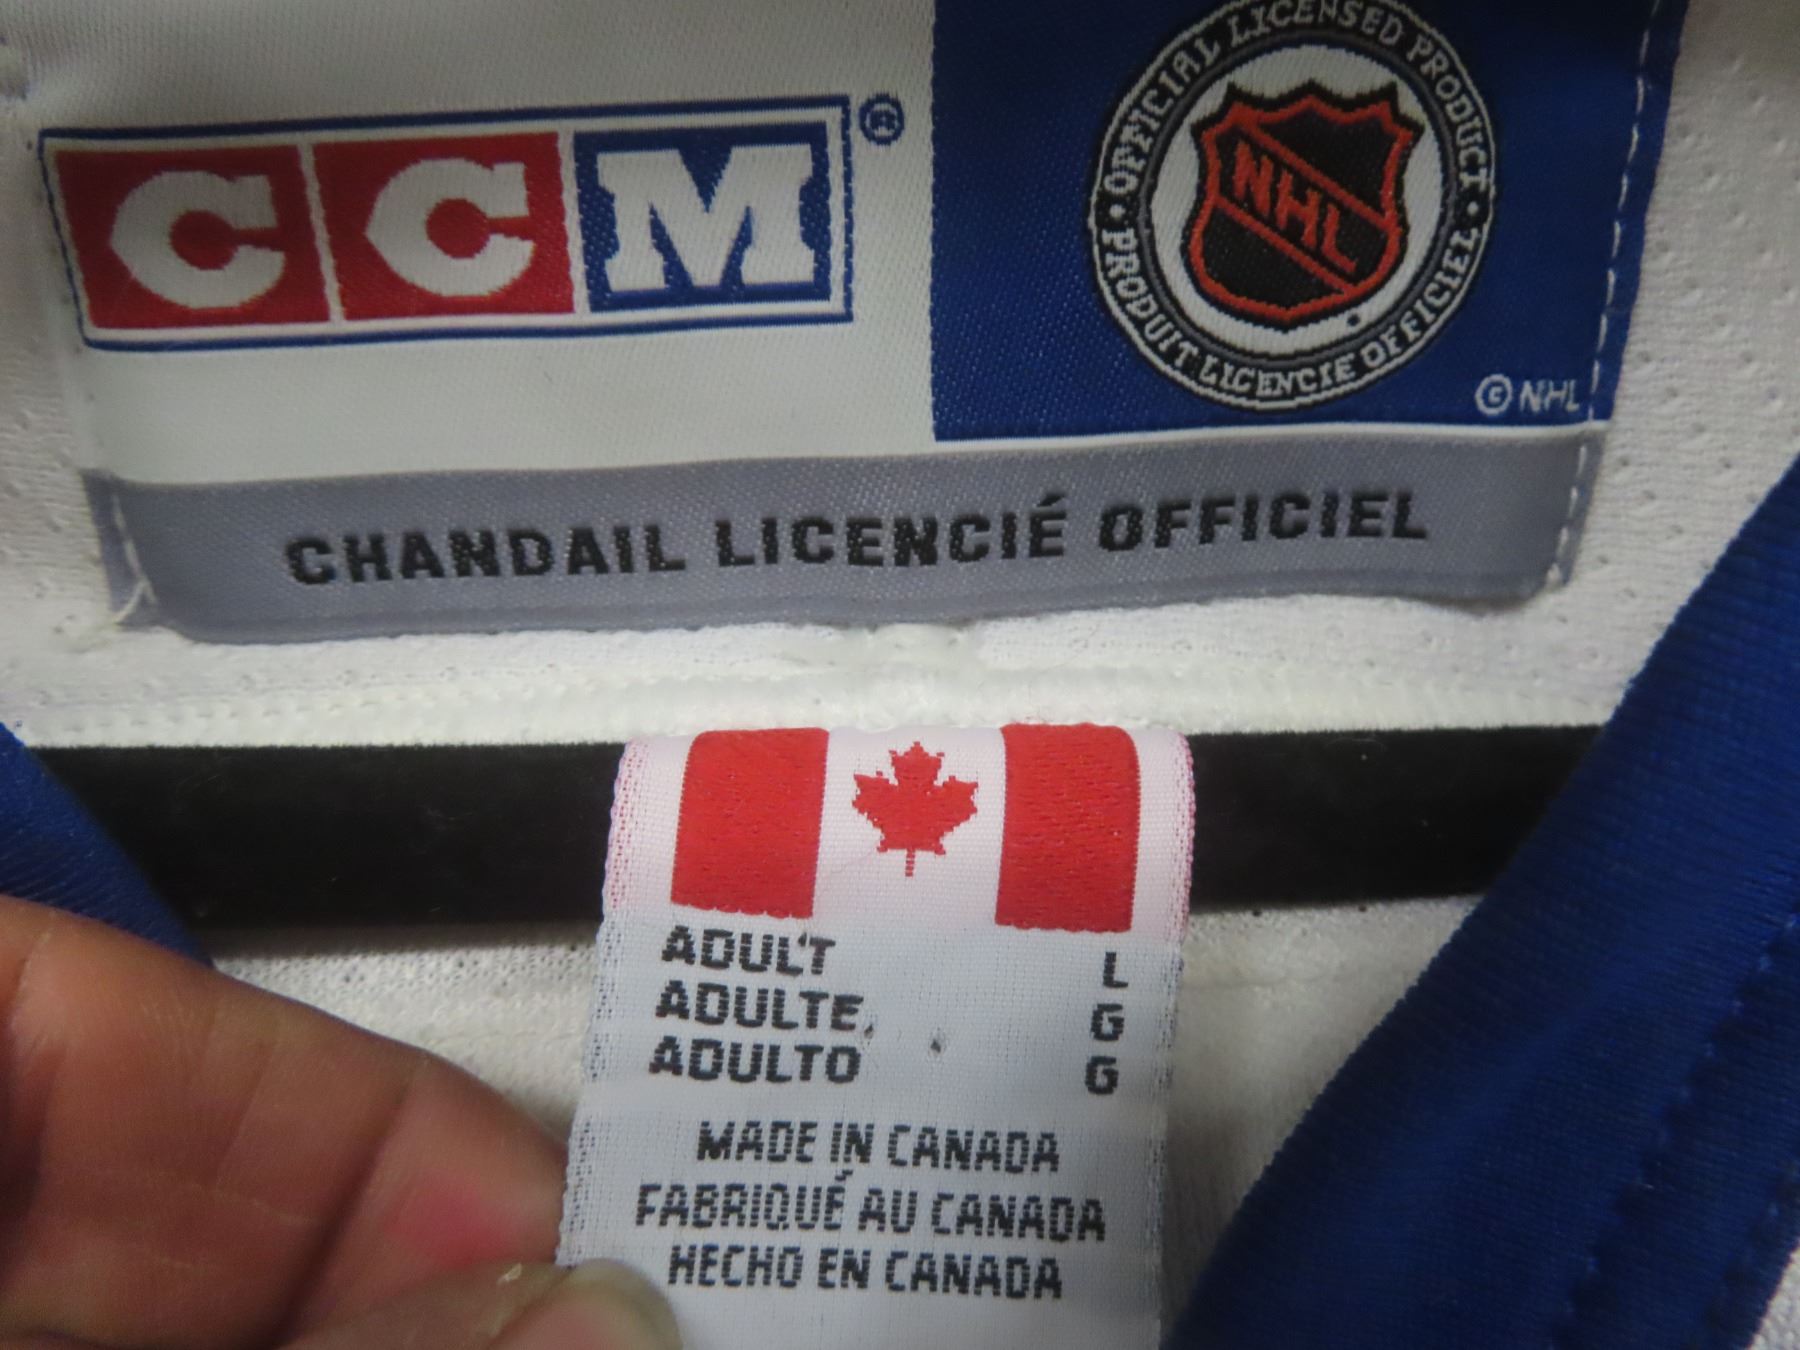 CCM®
OFFICIAL LICENSED PRODUCT
NHL
• PRODUIT LICENCIE OFFICIEL •
© NHL
CHANDAIL LICENCIÉ OFFICIEL
ADULT L
ADULTE, G
ADULTO G
MADE IN CANADA
FABRIQUÉ AU CANADA
HECHO EN CANADA